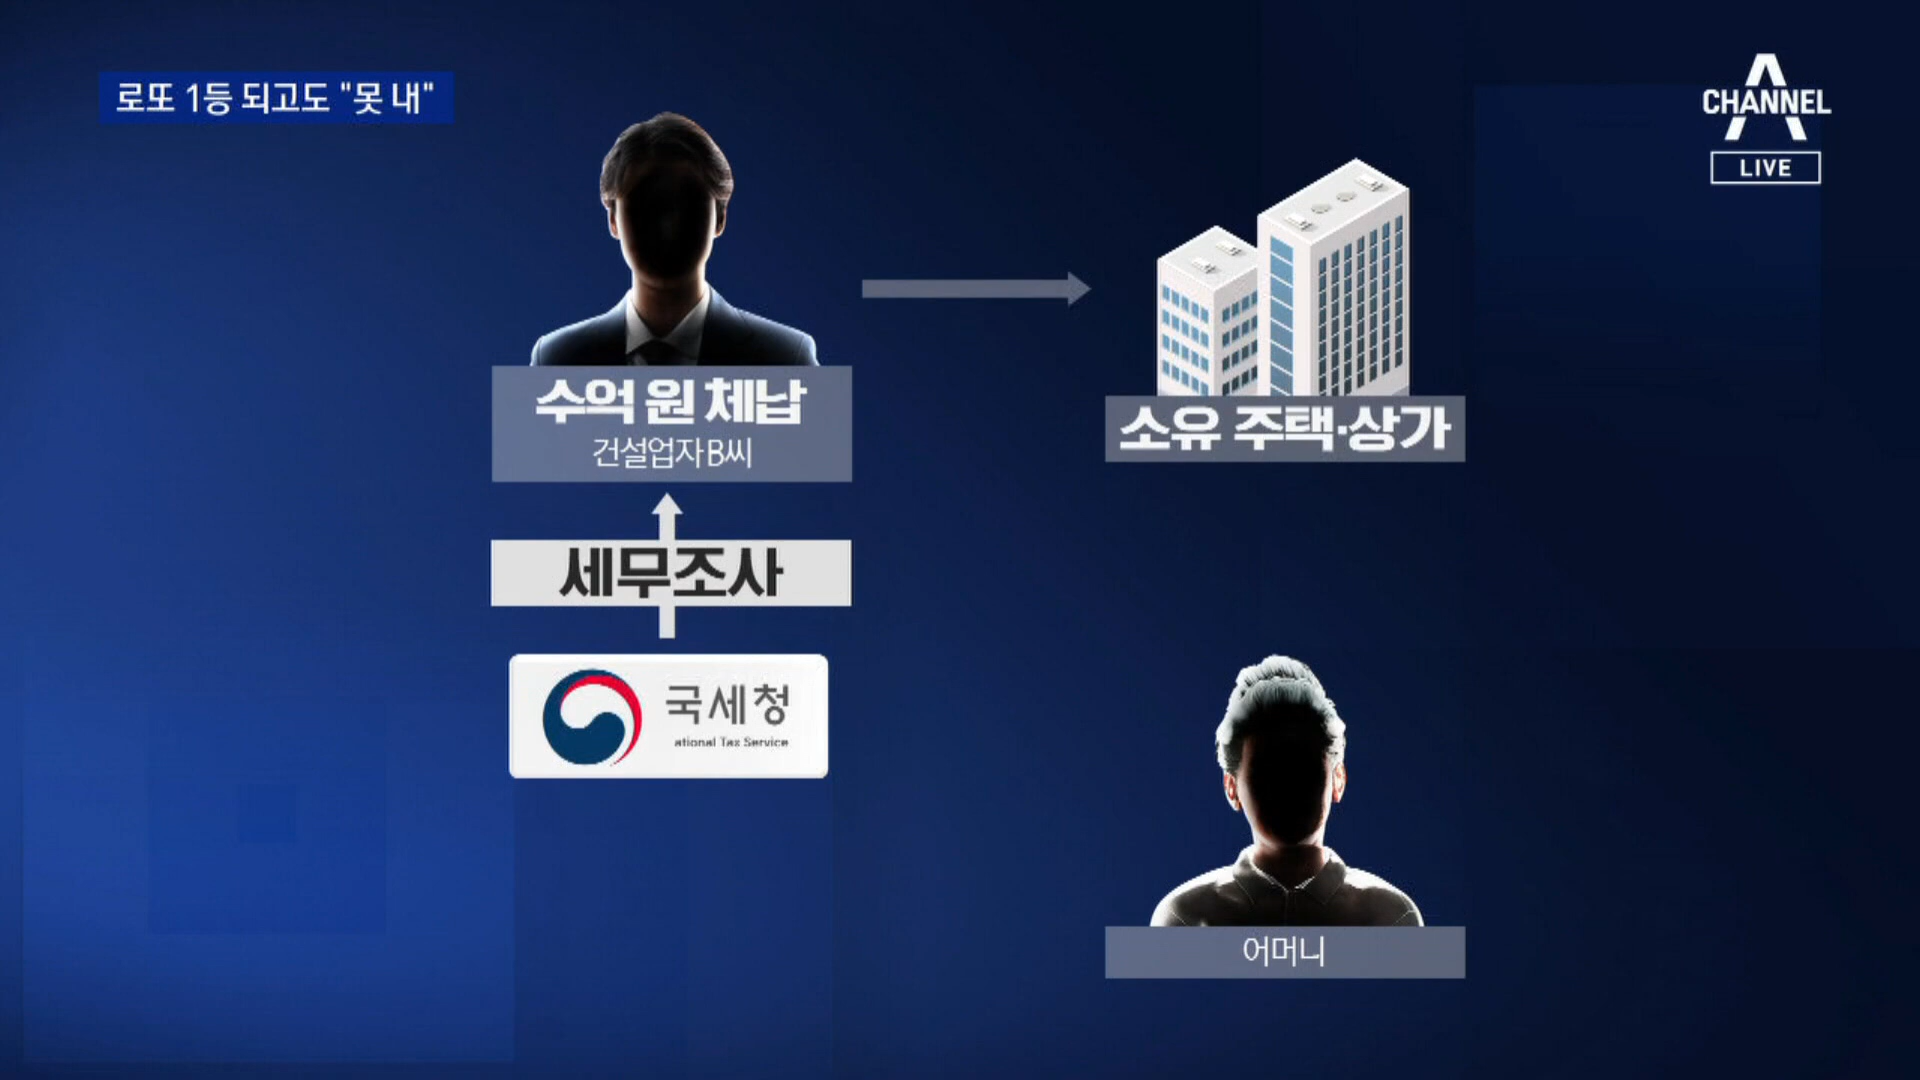 로또 1등 되고도 "못 내"
CHANNEL A
LIVE
수억 원 체납
건설업자 B씨
소유 주택·상가
세무조사
국세청
ational Tax Service
어머니